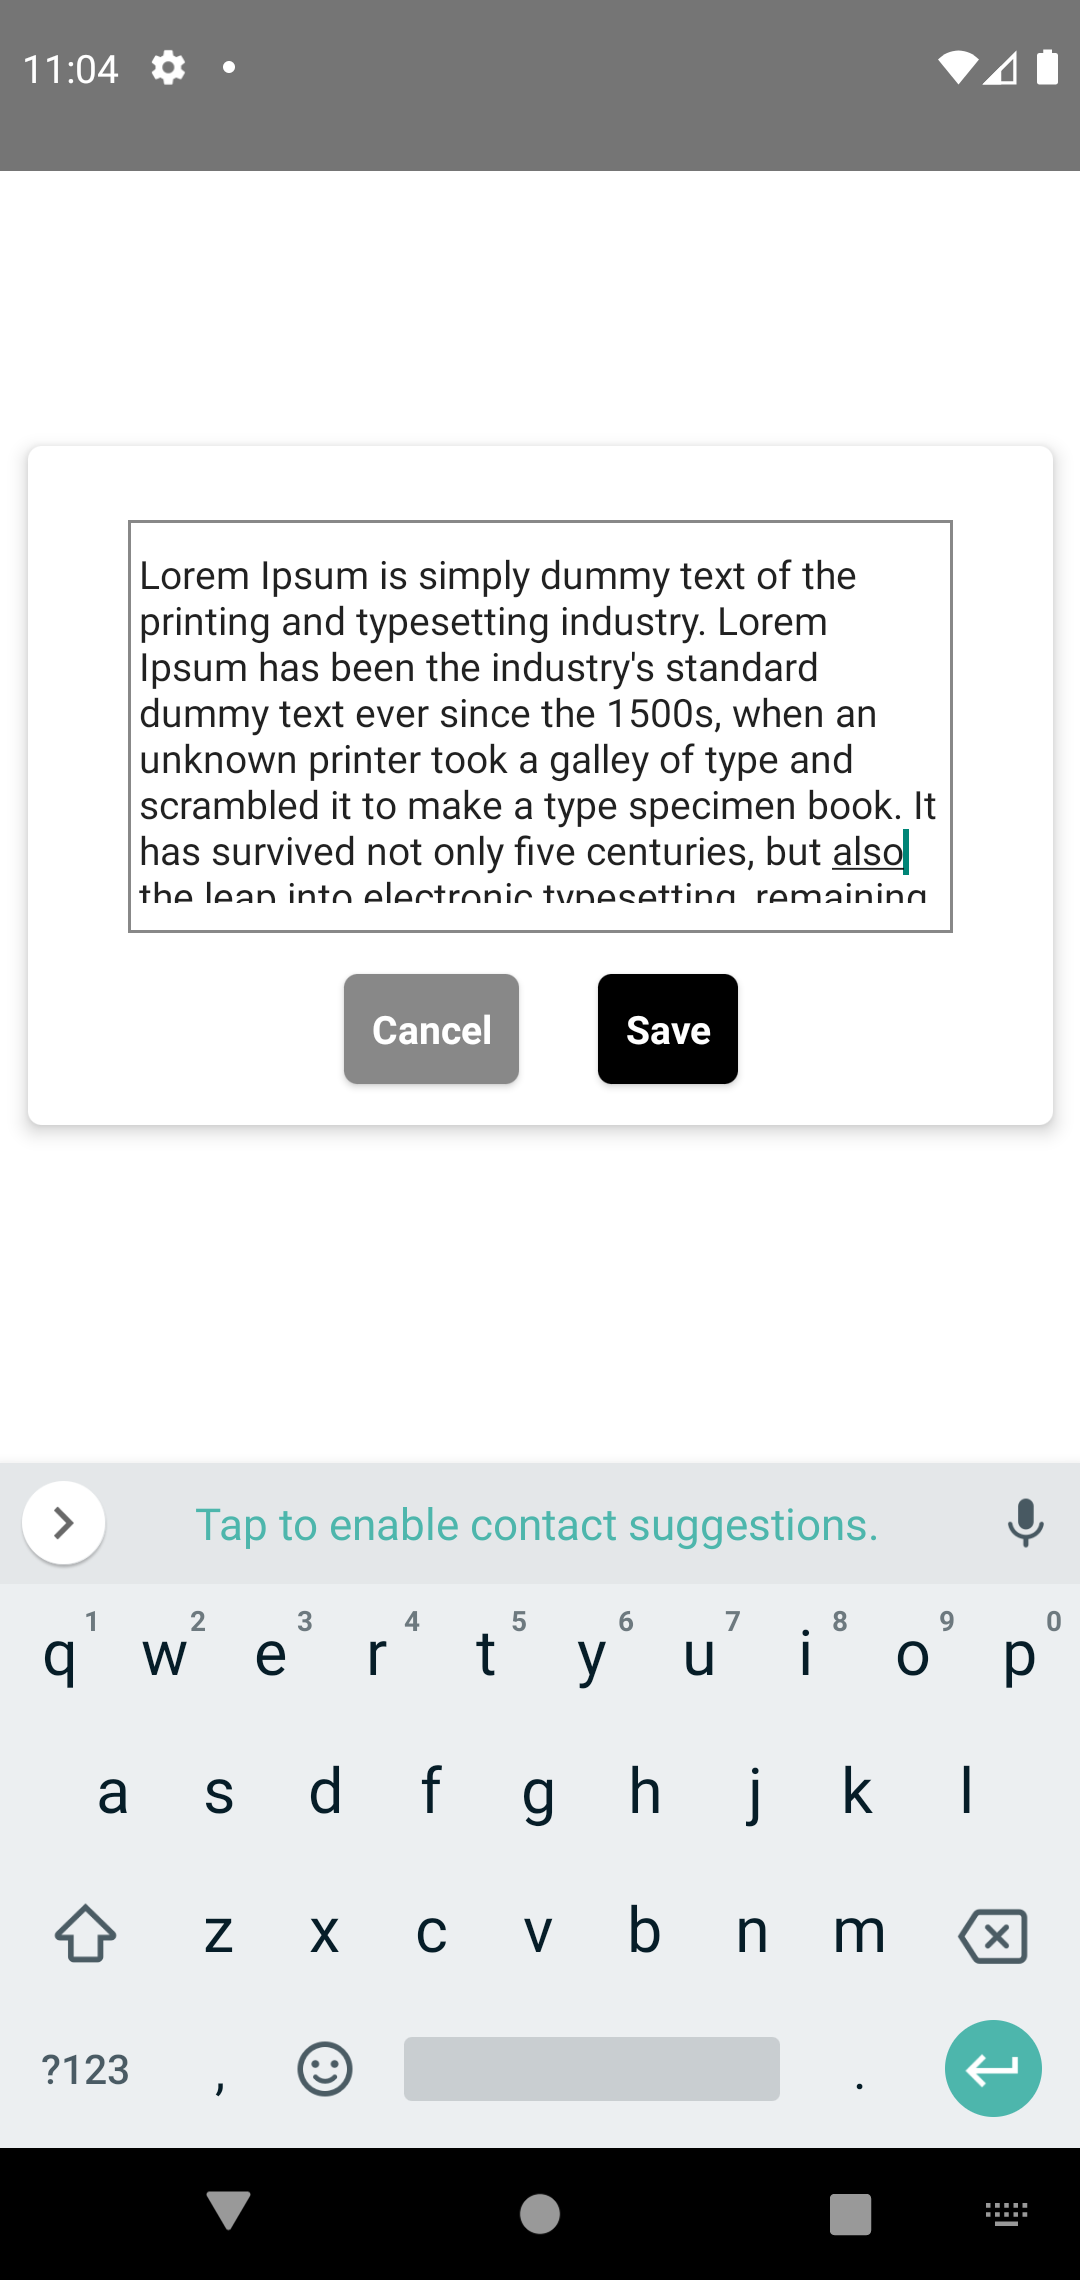 11:04
Lorem Ipsum is simply dummy text of the
printing and typesetting industry. Lorem
Ipsum has been the industry's standard
dummy text ever since the 1500s, when an
unknown printer took a galley of type and
scrambled it to make a type specimen book. It
has survived not only five centuries, but also
the leap into electronic typesetting, remaining
Cancel Save
Tap to enable contact suggestions.
1 2 3 4 5 6 7 8 9 0
q w e r t y u i o p
a s d f g h j k l
z x c v b n m
?123 , .